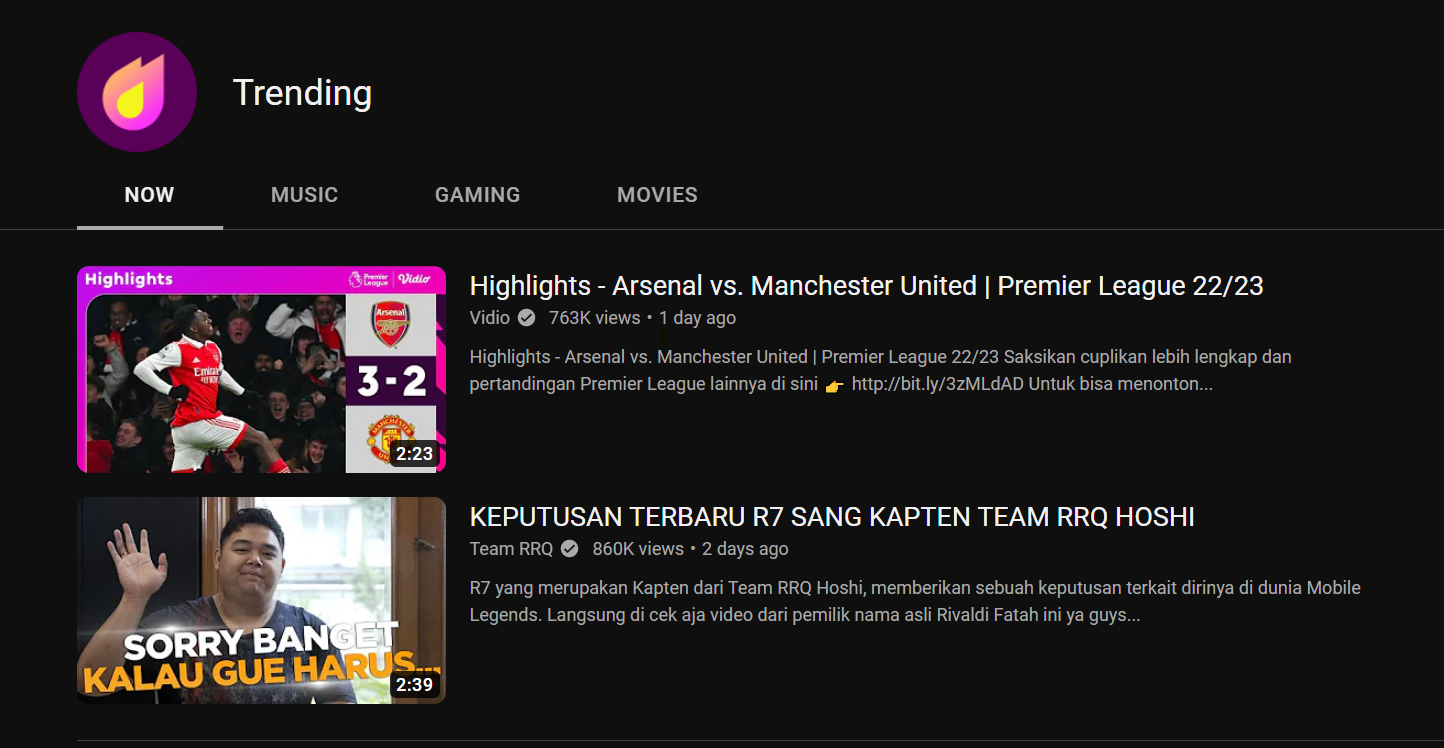 Trending
NOW
MUSIC
GAMING
MOVIES
Highlights
Premier League
Vidio
Arsenal
Emirates
3-2
MANCHESTER
2:23
Highlights - Arsenal vs. Manchester United | Premier League 22/23
Vidio 763K views • 1 day ago
Highlights - Arsenal vs. Manchester United | Premier League 22/23 Saksikan cuplikan lebih lengkap dan
pertandingan Premier League lainnya di sini 👉 http://bit.ly/3zMLdAD Untuk bisa menonton...
SORRY BANGET
KALAU GUE HARUS...
2:39
KEPUTUSAN TERBARU R7 SANG KAPTEN TEAM RRQ HOSHI
Team RRQ 860K views • 2 days ago
R7 yang merupakan Kapten dari Team RRQ Hoshi, memberikan sebuah keputusan terkait dirinya di dunia Mobile
Legends. Langsung di cek aja video dari pemilik nama asli Rivaldi Fatah ini ya guys...